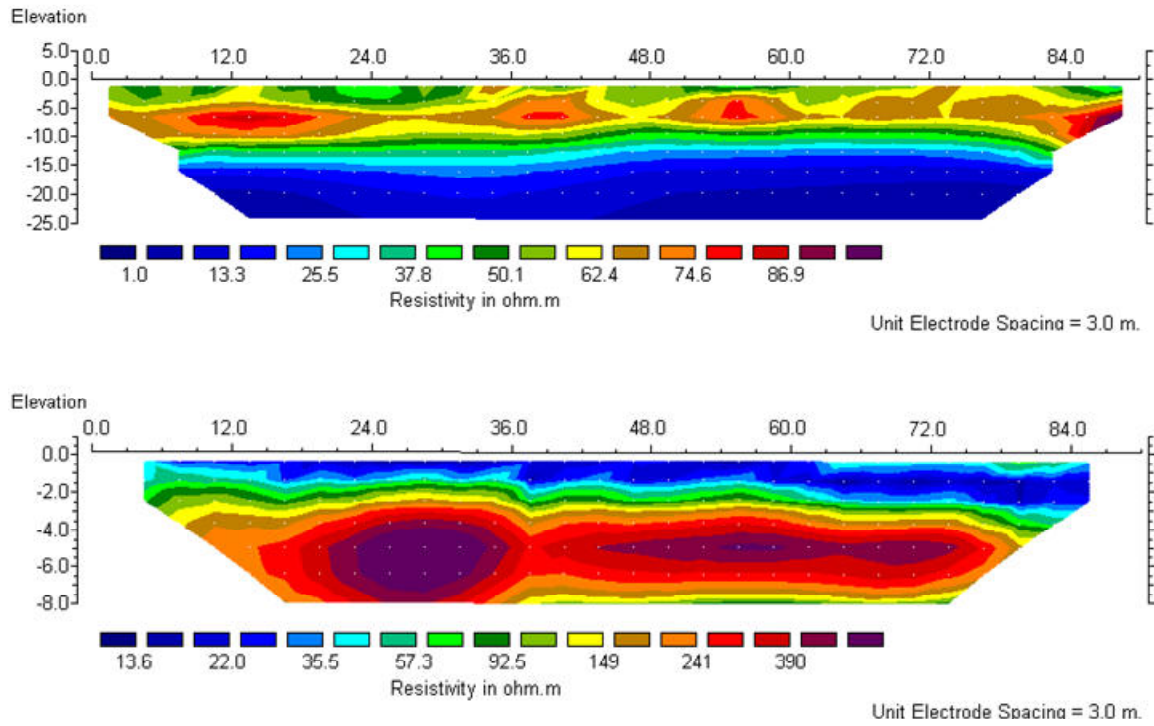 Elevation
0.0 12.0 24.0 36.0 48.0 60.0 72.0 84.0
5.0
0.0
-5.0
-10.0
-15.0
-20.0
-25.0
1.0 13.3 25.5 37.8 50.1 62.4 74.6 86.9
Resistivity in ohm.m
Unit Electrode Spacing = 3.0 m.
Elevation
0.0 12.0 24.0 36.0 48.0 60.0 72.0 84.0
0.0
-2.0
-4.0
-6.0
-8.0
13.6 22.0 35.5 57.3 92.5 149 241 390
Resistivity in ohm.m
Unit Electrode Spacing = 3.0 m.